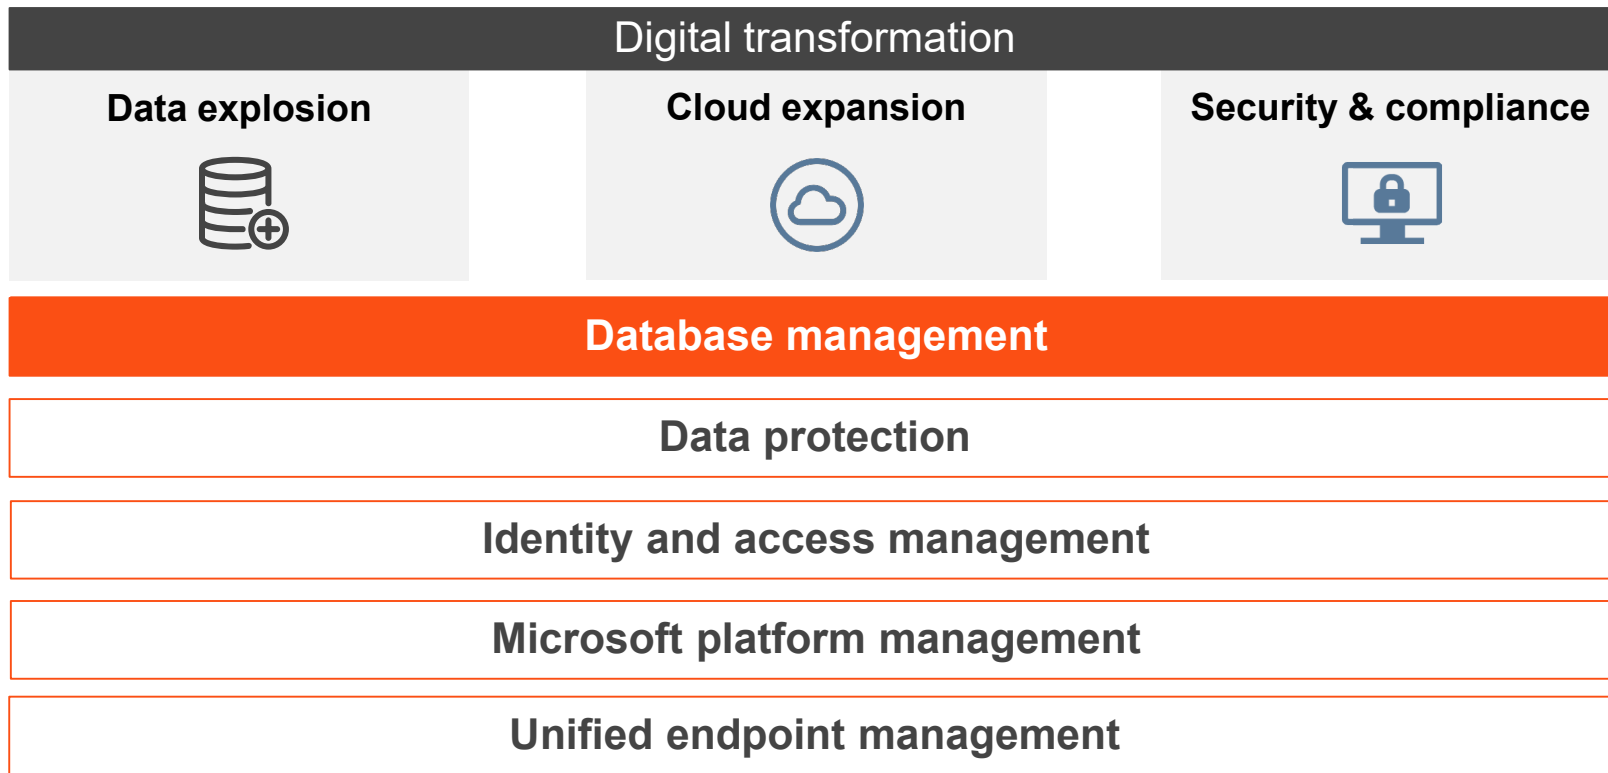 Digital transformation
Data explosion
Cloud expansion
Security & compliance
Database management
Data protection
Identity and access management
Microsoft platform management
Unified endpoint management